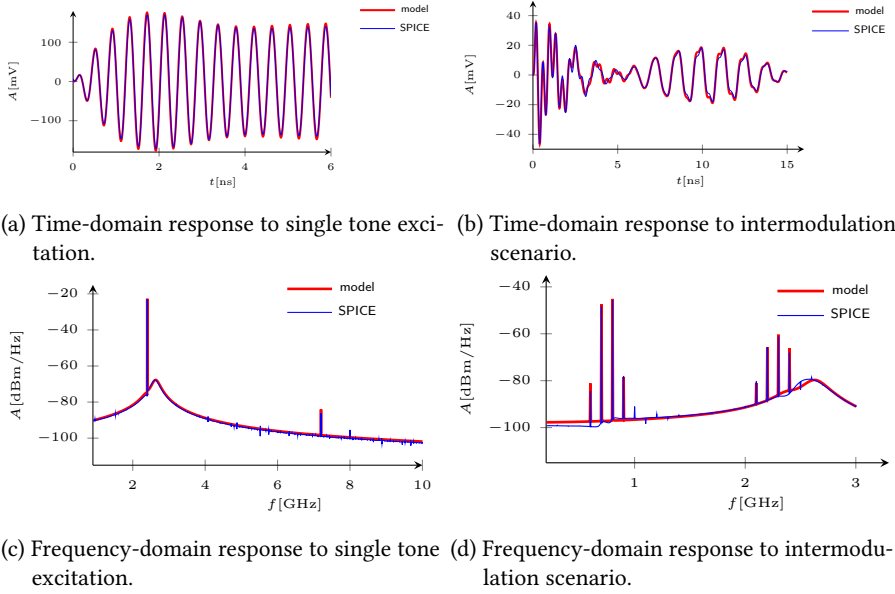 model
SPICE
100
0
−100
A[mV]
0
2
4
6
t[ns]
model
SPICE
40
20
0
−20
−40
A[mV]
0
5
10
15
t[ns]
(a) Time-domain response to single tone exci-
tation.
(b) Time-domain response to intermodulation
scenario.
model
SPICE
−20
−40
−60
−80
−100
A[dBm/Hz]
2
4
6
8
10
f[GHz]
model
SPICE
−40
−60
−80
−100
A[dBm/Hz]
1
2
3
f[GHz]
(c) Frequency-domain response to single tone
excitation.
(d) Frequency-domain response to intermodu-
lation scenario.